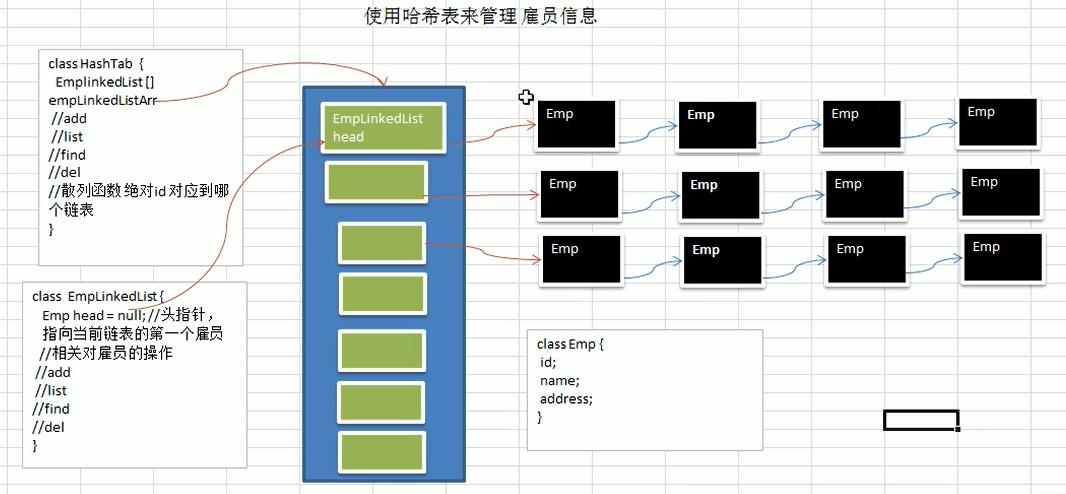 使用哈希表来管理 雇员信息
class HashTab {
EmplinkedList []
empLinkedListArr
//add
//list
//find
//del
//散列函数 绝对id 对应到哪
个链表
}
class EmpLinkedList {
Emp head = null; //头指针，
指向当前链表的第一个雇员
//相关对雇员的操作
//add
//list
//find
//del
}
EmpLinkedList
head
Emp
Emp
Emp
Emp
Emp
Emp
Emp
Emp
Emp
Emp
Emp
Emp
class Emp {
id;
name;
address;
}